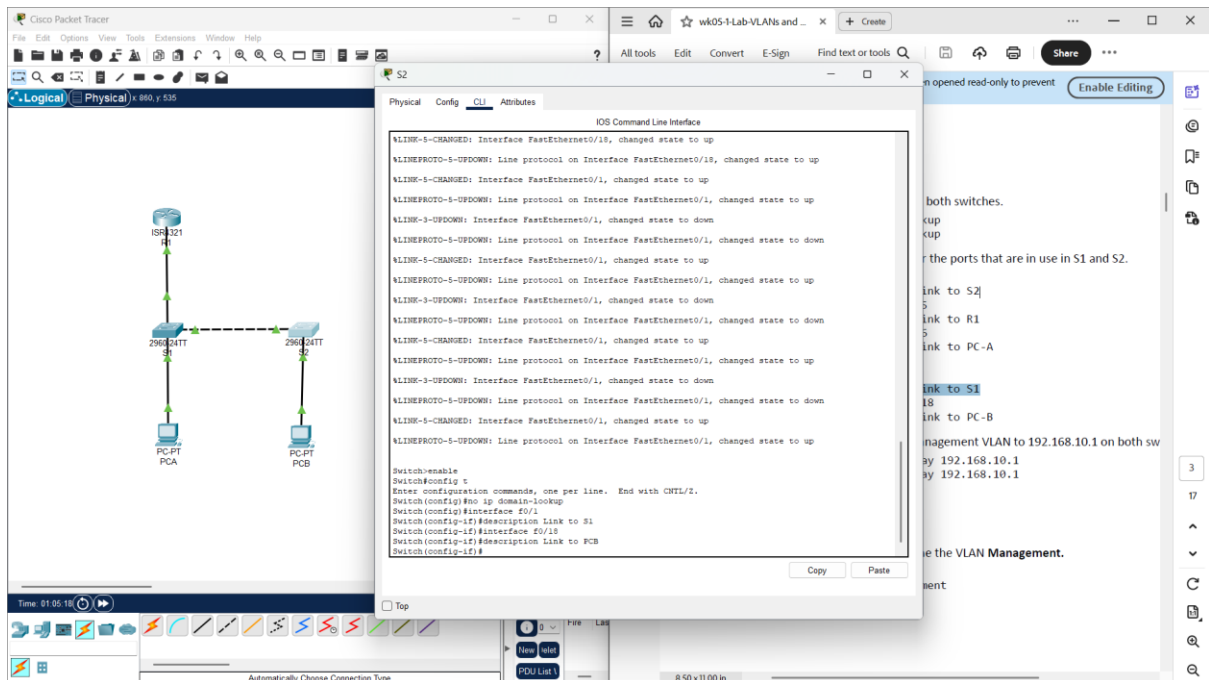 Cisco Packet Tracer
File Edit Options View Tools Extensions Window Help
?
Logical Physical x: 860, y: 535
ISR4321
R1
2960-24TT
S1
2960-24TT
S2
PC-PT
PCA
PC-PT
PCB
Time: 01:05:18
Automatically Choose Connection Type
0
Fire
New
PDU List
S2
Physical Config CLI Attributes
IOS Command Line Interface
%LINK-5-CHANGED: Interface FastEthernet0/18, changed state to up
%LINEPROTO-5-UPDOWN: Line protocol on Interface FastEthernet0/18, changed state to up
%LINK-5-CHANGED: Interface FastEthernet0/1, changed state to up
%LINEPROTO-5-UPDOWN: Line protocol on Interface FastEthernet0/1, changed state to up
%LINK-3-UPDOWN: Interface FastEthernet0/1, changed state to down
%LINEPROTO-5-UPDOWN: Line protocol on Interface FastEthernet0/1, changed state to down
%LINK-5-CHANGED: Interface FastEthernet0/1, changed state to up
%LINEPROTO-5-UPDOWN: Line protocol on Interface FastEthernet0/1, changed state to up
%LINK-3-UPDOWN: Interface FastEthernet0/1, changed state to down
%LINEPROTO-5-UPDOWN: Line protocol on Interface FastEthernet0/1, changed state to down
%LINK-5-CHANGED: Interface FastEthernet0/1, changed state to up
%LINEPROTO-5-UPDOWN: Line protocol on Interface FastEthernet0/1, changed state to up
%LINK-3-UPDOWN: Interface FastEthernet0/1, changed state to down
%LINEPROTO-5-UPDOWN: Line protocol on Interface FastEthernet0/1, changed state to down
%LINK-5-CHANGED: Interface FastEthernet0/1, changed state to up
%LINEPROTO-5-UPDOWN: Line protocol on Interface FastEthernet0/1, changed state to up
Switch>enable
Switch#config t
Enter configuration commands, one per line. End with CNTL/Z.
Switch(config)#no ip domain-lookup
Switch(config)#interface f0/1
Switch(config-if)#description Link to S1
Switch(config-if)#interface f0/18
Switch(config-if)#description Link to PCB
Switch(config-if)#
Copy Paste
Top
wk05-1-Lab-VLANs and ...
+ Create
All tools Edit Convert E-Sign Find text or tools Share
n opened read-only to prevent Enable Editing
both switches.
kup
kup
r the ports that are in use in S1 and S2.
ink to S2
5
ink to R1
6
ink to PC-A
ink to S1
18
ink to PC-B
nagement VLAN to 192.168.10.1 on both sw
ay 192.168.10.1
ay 192.168.10.1
e the VLAN Management.
ment
3
17
8.50 x 11.00 in